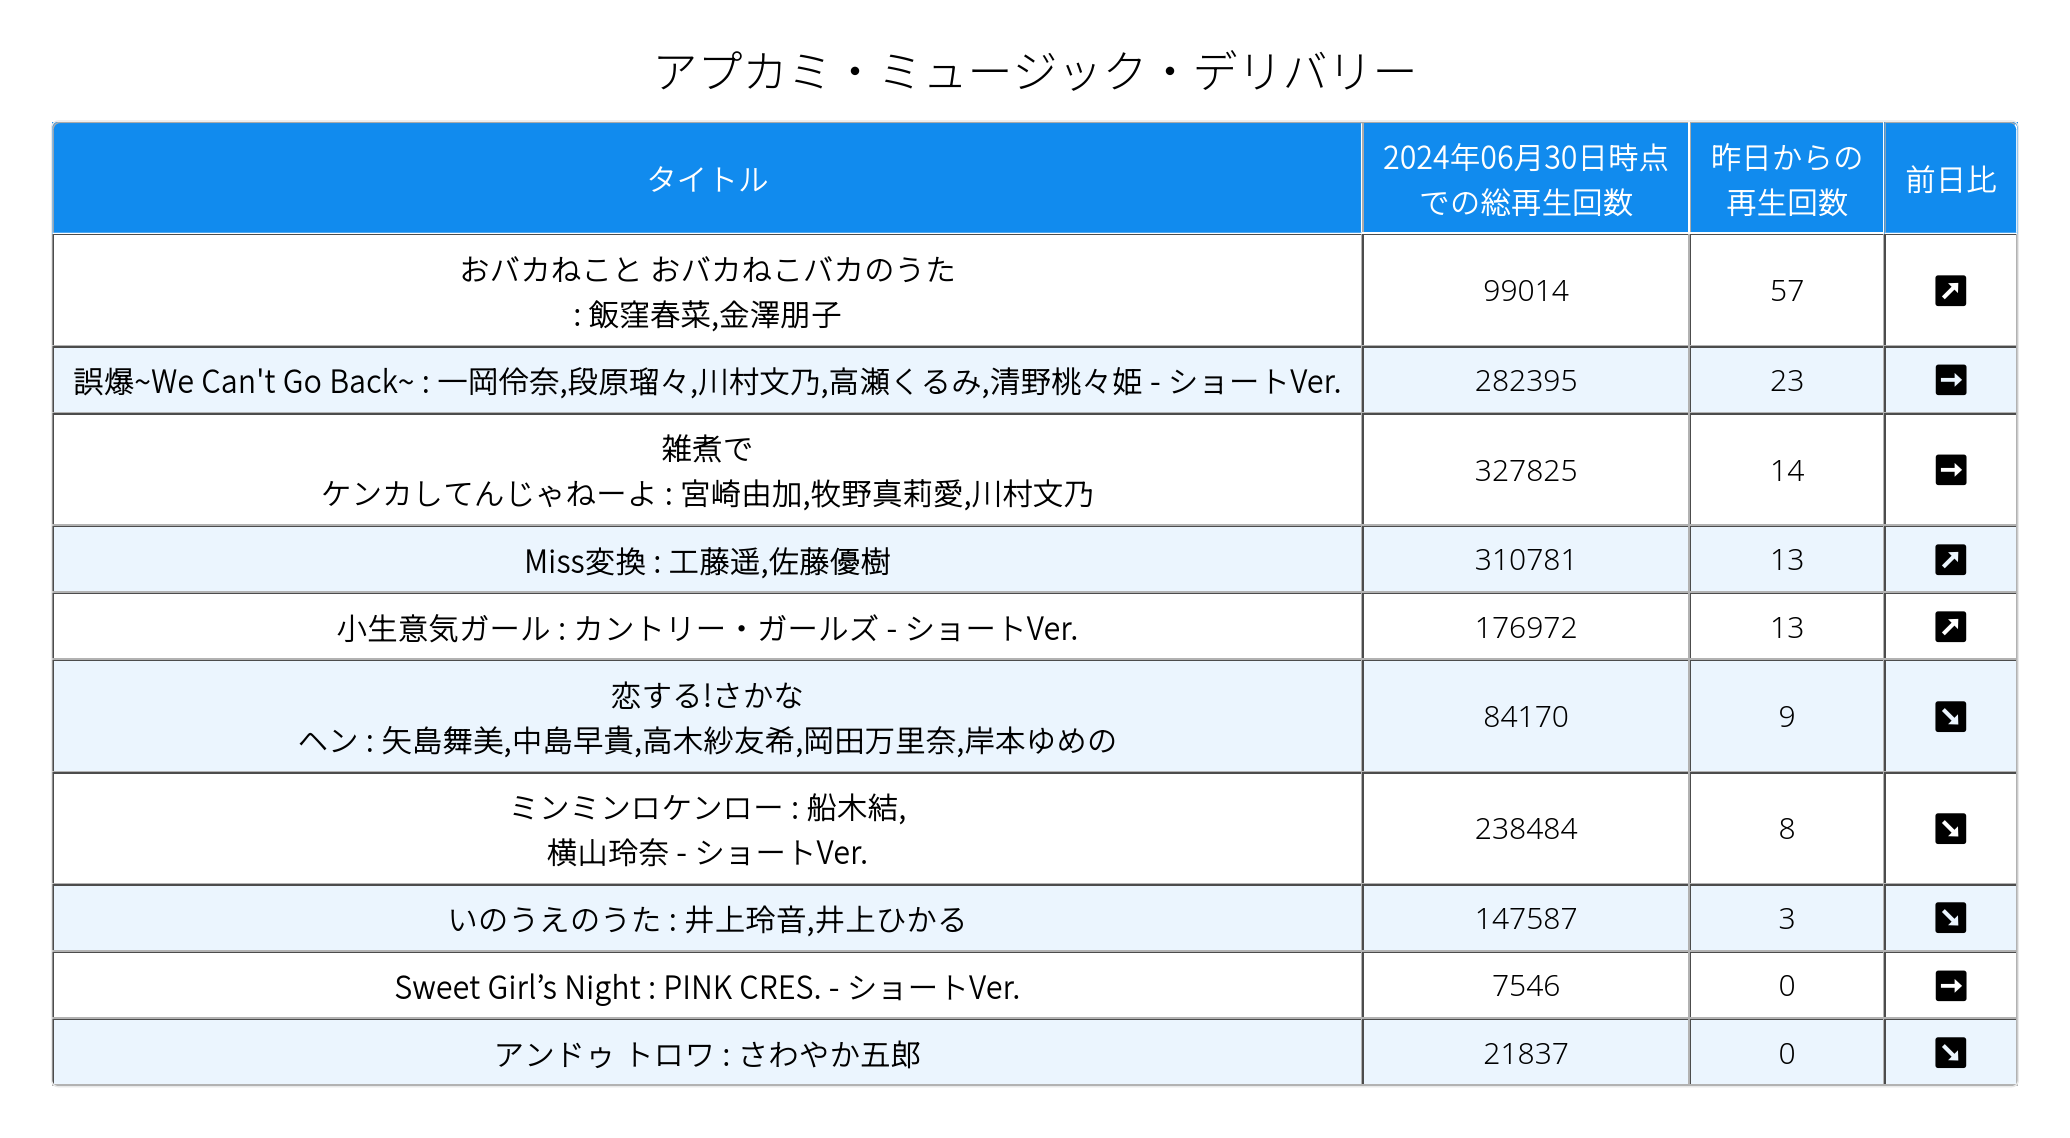 アプカミ・ミュージック・デリバリー
タイトル
2024年06月30日時点
での総再生回数
昨日からの
再生回数
前日比
おバカねこと おバカねこバカのうた
: 飯窪春菜,金澤朋子
99014
57
誤爆~We Can't Go Back~ : 一岡伶奈,段原瑠々,川村文乃,高瀬くるみ,清野桃々姫 - ショートVer.
282395
23
雑煮で
ケンカしてんじゃねーよ : 宮崎由加,牧野真莉愛,川村文乃
327825
14
Miss変換 : 工藤遥,佐藤優樹
310781
13
小生意気ガール : カントリー・ガールズ - ショートVer.
176972
13
恋する!さかな
ヘン : 矢島舞美,中島早貴,高木紗友希,岡田万里奈,岸本ゆめの
84170
9
ミンミンロケンロー : 船木結,
横山玲奈 - ショートVer.
238484
8
いのうえのうた : 井上玲音,井上ひかる
147587
3
Sweet Girl’s Night : PINK CRES. - ショートVer.
7546
0
アンドゥ トロワ : さわやか五郎
21837
0